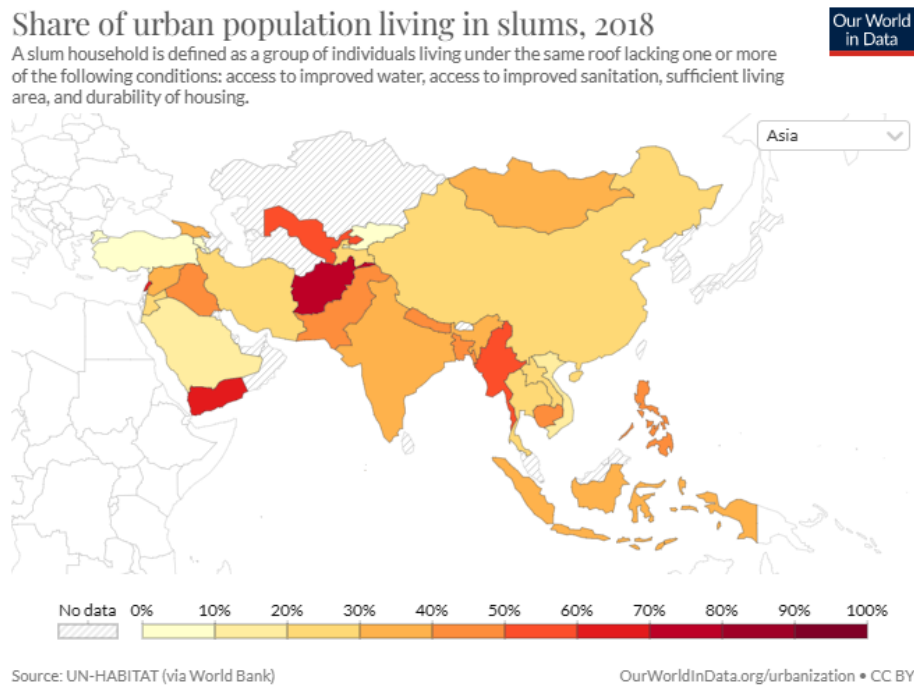 Share of urban population living in slums, 2018
Our World
in Data
A slum household is defined as a group of individuals living under the same roof lacking one or more
of the following conditions: access to improved water, access to improved sanitation, sufficient living
area, and durability of housing.
Asia
No data 0% 10% 20% 30% 40% 50% 60% 70% 80% 90% 100%
Source: UN-HABITAT (via World Bank) OurWorldInData.org/urbanization • CC BY